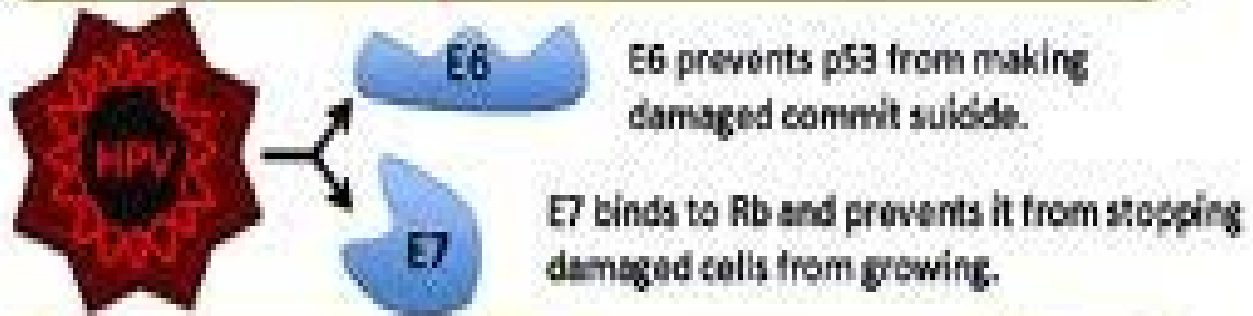 HPV
E6
E6 prevents p53 from making
damaged commit suicide.
E7
E7 binds to Rb and prevents it from stopping
damaged cells from growing.